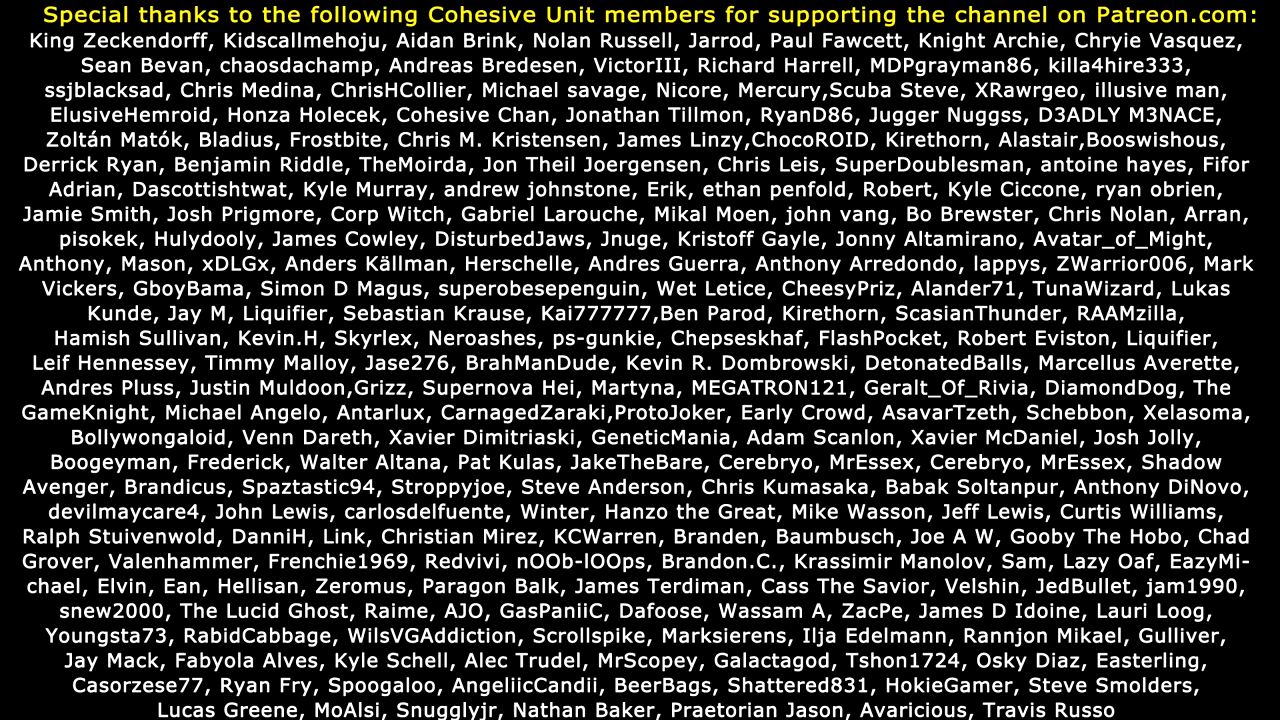 Special thanks to the following Cohesive Unit members for supporting the channel on Patreon.com:
King Zeckendorff, Kidscallmehoju, Aidan Brink, Nolan Russell, Jarrod, Paul Fawcett, Knight Archie, Chryie Vasquez,
Sean Bevan, chaosdachamp, Andreas Bredesen, VictorIII, Richard Harrell, MDPgrayman86, killa4hire333,
ssjblacksad, Chris Medina, ChrisHCollier, Michael savage, Nicore, Mercury,Scuba Steve, XRawrgeo, illusive man,
ElusiveHemroid, Honza Holecek, Cohesive Chan, Jonathan Tillmon, RyanD86, Jugger Nuggss, D3ADLY M3NACE,
Zoltán Matók, Bladius, Frostbite, Chris M. Kristensen, James Linzy,ChocoROID, Kirethorn, Alastair,Booswishous,
Derrick Ryan, Benjamin Riddle, TheMoirda, Jon Theil Joergensen, Chris Leis, SuperDoublesman, antoine hayes, Fifor
Adrian, Dascottishtwat, Kyle Murray, andrew johnstone, Erik, ethan penfold, Robert, Kyle Ciccone, ryan obrien,
Jamie Smith, Josh Prigmore, Corp Witch, Gabriel Larouche, Mikal Moen, john vang, Bo Brewster, Chris Nolan, Arran,
pisokek, Hulydooly, James Cowley, DisturbedJaws, Jnuge, Kristoff Gayle, Jonny Altamirano, Avatar_of_Might,
Anthony, Mason, xDLGx, Anders Källman, Herschelle, Andres Guerra, Anthony Arredondo, lappys, ZWarrior006, Mark
Vickers, GboyBama, Simon D Magus, superobesepenguin, Wet Letice, CheesyPriz, Alander71, TunaWizard, Lukas
Kunde, Jay M, Liquifier, Sebastian Krause, Kai777777,Ben Parod, Kirethorn, ScasianThunder, RAAMzilla,
Hamish Sullivan, Kevin.H, Skyrlex, Neroashes, ps-gunkie, Chepseskhaf, FlashPocket, Robert Eviston, Liquifier,
Leif Hennessey, Timmy Malloy, Jase276, BrahManDude, Kevin R. Dombrowski, DetonatedBalls, Marcellus Averette,
Andres Pluss, Justin Muldoon,Grizz, Supernova Hei, Martyna, MEGATRON121, Geralt_Of_Rivia, DiamondDog, The
GameKnight, Michael Angelo, Antarlux, CarnagedZaraki,ProtoJoker, Early Crowd, AsavarTzeth, Schebbon, Xelasoma,
Bollywongaloid, Venn Dareth, Xavier Dimitriaski, GeneticMania, Adam Scanlon, Xavier McDaniel, Josh Jolly,
Boogeyman, Frederick, Walter Altana, Pat Kulas, JakeTheBare, Cerebryo, MrEssex, Cerebryo, MrEssex, Shadow
Avenger, Brandicus, Spaztastic94, Stroppyjoe, Steve Anderson, Chris Kumasaka, Babak Soltanpur, Anthony DiNovo,
devilmaycare4, John Lewis, carlosdelfuente, Winter, Hanzo the Great, Mike Wasson, Jeff Lewis, Curtis Williams,
Ralph Stuivenwold, DanniH, Link, Christian Mirez, KCWarren, Branden, Baumbusch, Joe A W, Gooby The Hobo, Chad
Grover, Valenhammer, Frenchie1969, Redvivi, nOOb-lOOps, Brandon.C., Krassimir Manolov, Sam, Lazy Oaf, EazyMi-
chael, Elvin, Ean, Hellisan, Zeromus, Paragon Balk, James Terdiman, Cass The Savior, Velshin, JedBullet, jam1990,
snew2000, The Lucid Ghost, Raime, AJO, GasPaniiC, Dafoose, Wassam A, ZacPe, James D Idoine, Lauri Loog,
Youngsta73, RabidCabbage, WilsVGAddiction, Scrollspike, Marksierens, Ilja Edelmann, Rannjon Mikael, Gulliver,
Jay Mack, Fabyola Alves, Kyle Schell, Alec Trudel, MrScopey, Galactagod, Tshon1724, Osky Diaz, Easterling,
Casorzese77, Ryan Fry, Spoogaloo, AngeliicCandii, BeerBags, Shattered831, HokieGamer, Steve Smolders,
Lucas Greene, MoAlsi, Snugglyjr, Nathan Baker, Praetorian Jason, Avaricious, Travis Russo